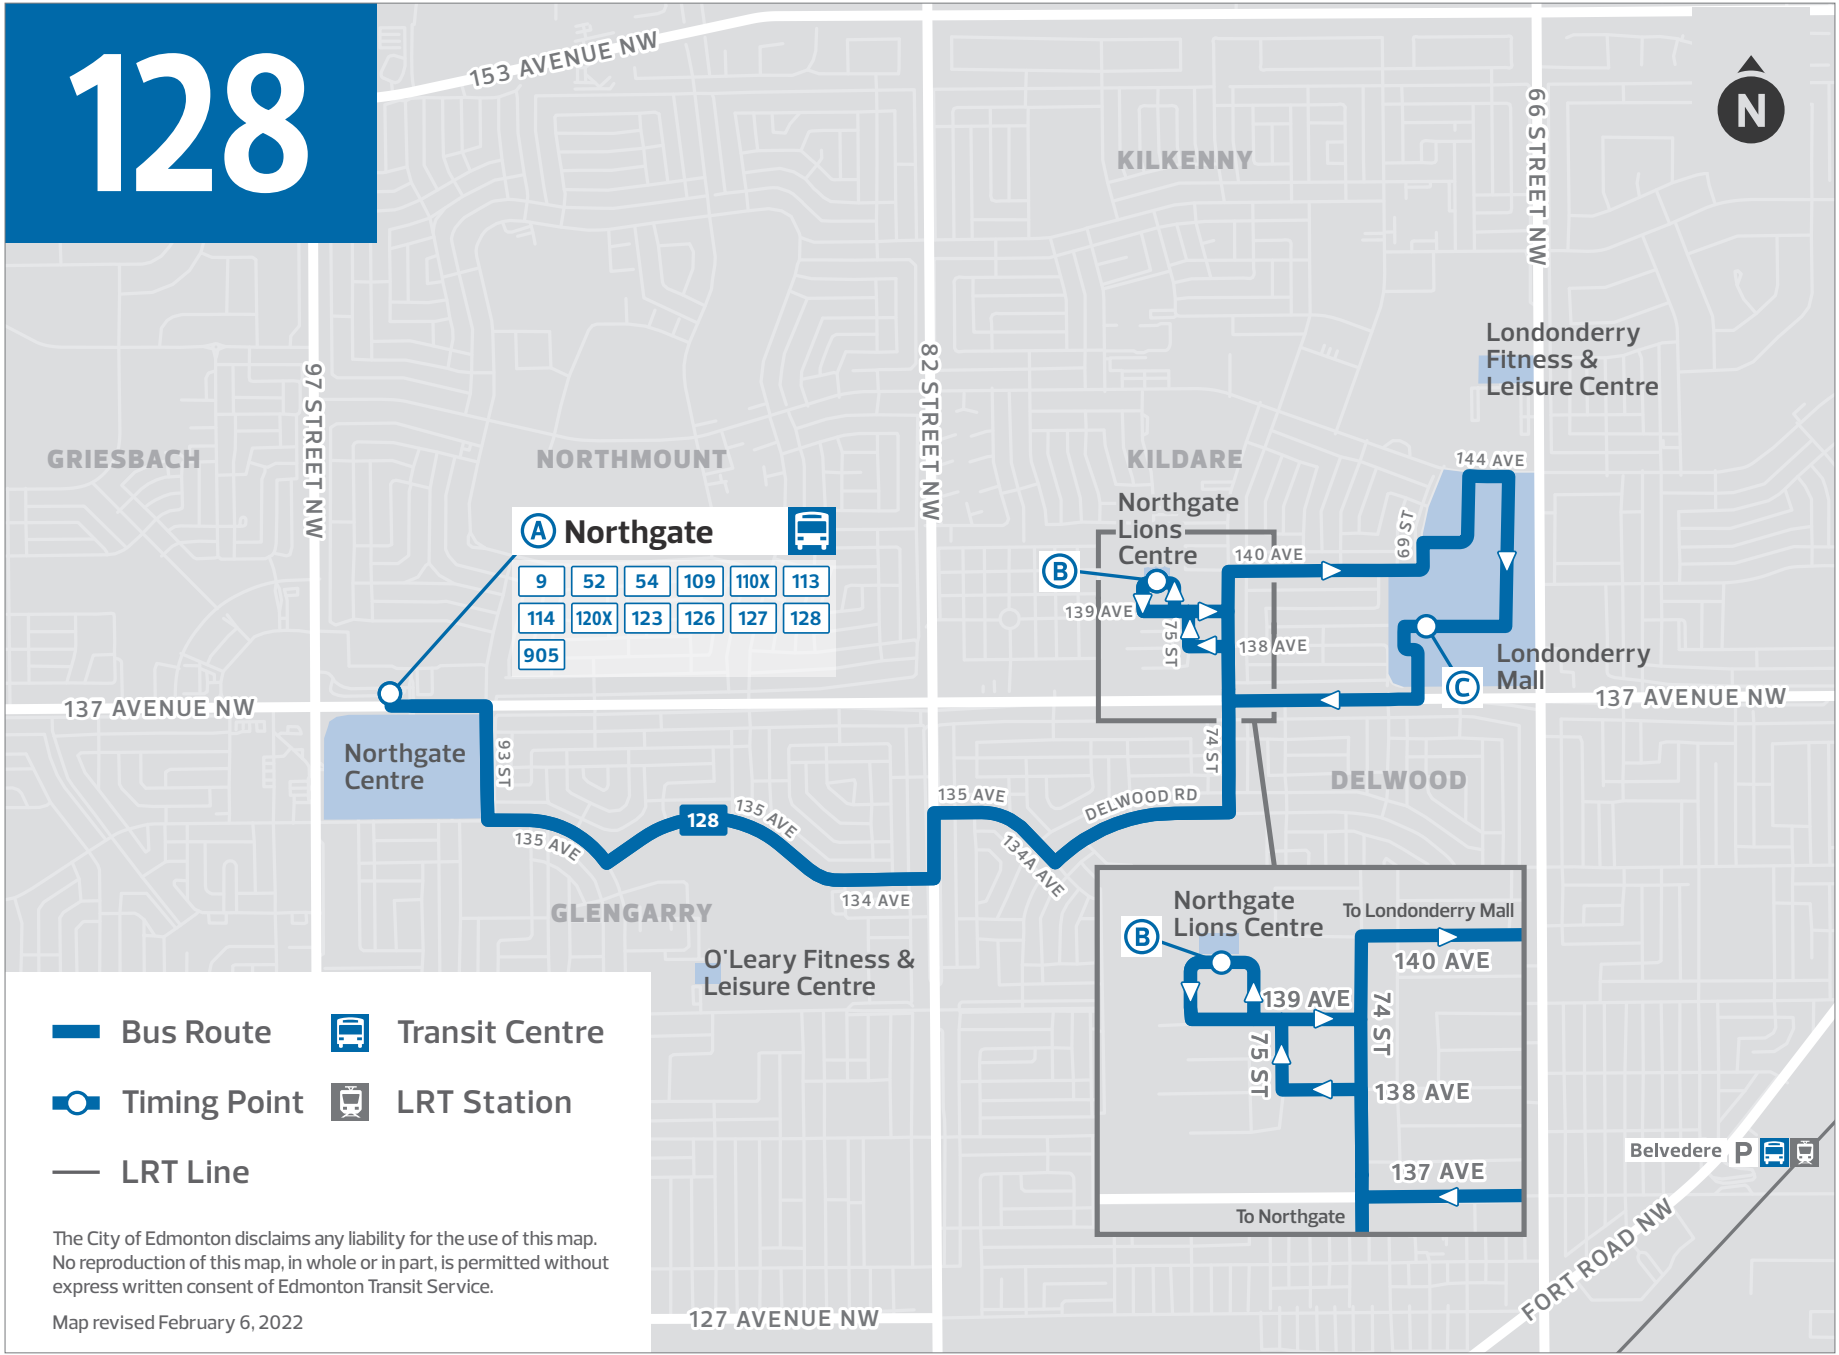 128
153 AVENUE NW
N
KILKENNY
66 STREET NW
Londonderry
Fitness &
Leisure Centre
97 STREET NW
82 STREET NW
GRIESBACH
NORTHMOUNT
KILDARE
144 AVE
Northgate
Lions
Centre
69 ST
A Northgate
140 AVE
B
9 52 54 109 110X 113
114 120X 123 126 127 128
905
139 AVE
75 ST
138 AVE
Londonderry
Mall
C
137 AVENUE NW
137 AVENUE NW
Northgate
Centre
93 ST
74 ST
DELWOOD
135 AVE
DELWOOD RD
128
135 AVE
135 AVE
134A AVE
134 AVE
GLENGARRY
O'Leary Fitness &
Leisure Centre
Northgate
Lions Centre
B
To Londonderry Mall
140 AVE
139 AVE
74 ST
75 ST
138 AVE
137 AVE
To Northgate
Belvedere P
FORT ROAD NW
127 AVENUE NW
Bus Route
Transit Centre
Timing Point
LRT Station
LRT Line
The City of Edmonton disclaims any liability for the use of this map.
No reproduction of this map, in whole or in part, is permitted without
express written consent of Edmonton Transit Service.
Map revised February 6, 2022